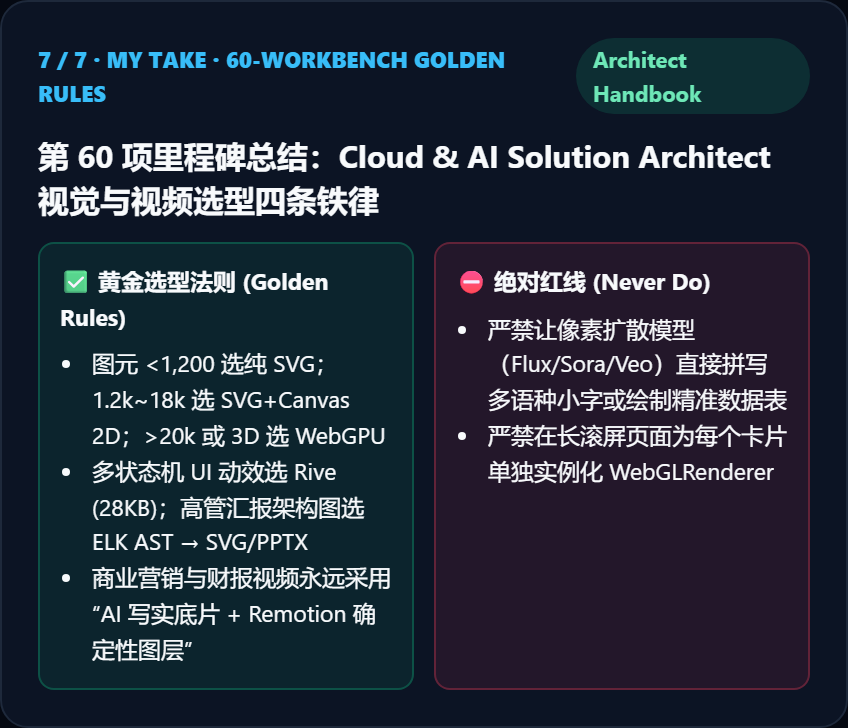 7 / 7 · MY TAKE · 60-WORKBENCH GOLDEN
RULES
Architect
Handbook
第 60 项里程碑总结：Cloud & AI Solution Architect
视觉与视频选型四条铁律
✅ 黄金选型法则 (Golden
Rules)
• 图元 <1,200 选纯 SVG；
1.2k~18k 选 SVG+Canvas
2D；>20k 或 3D 选 WebGPU
• 多状态机 UI 动效选 Rive
(28KB)；高管汇报架构图选
ELK AST → SVG/PPTX
• 商业营销与财报视频永远采用
“AI 写实底片 + Remotion 确
定性图层”
⛔ 绝对红线 (Never Do)
• 严禁让像素扩散模型
（Flux/Sora/Veo）直接拼写
多语种小字或绘制精准数据表
• 严禁在长滚屏页面为每个卡片
单独实例化 WebGLRenderer